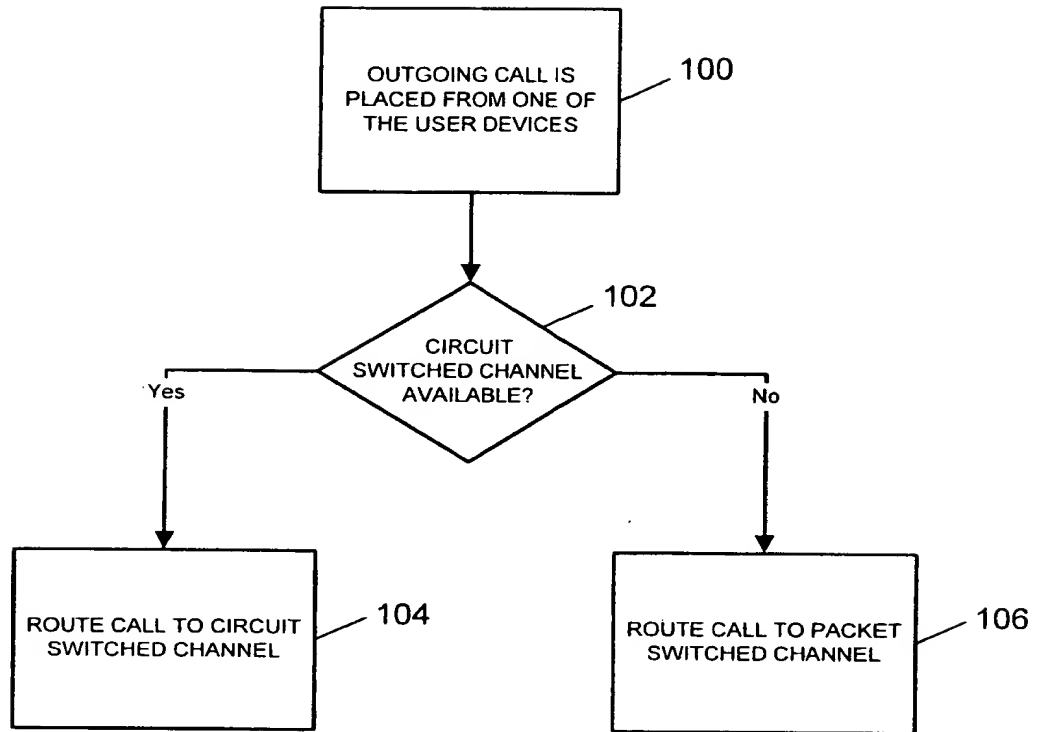 OUTGOING CALL IS
PLACED FROM ONE OF
THE USER DEVICES
100
102
CIRCUIT
SWITCHED CHANNEL
AVAILABLE?
Yes
No
ROUTE CALL TO CIRCUIT
SWITCHED CHANNEL
104
ROUTE CALL TO PACKET
SWITCHED CHANNEL
106